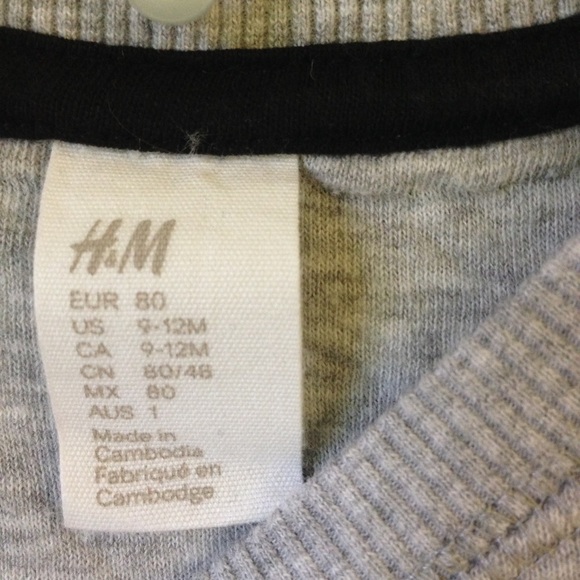 H&M
EUR 80
US 9-12M
CA 9-12M
CN 80/48
MX 80
AUS 1
Made in
Cambodia
Fabriqué en
Cambodge